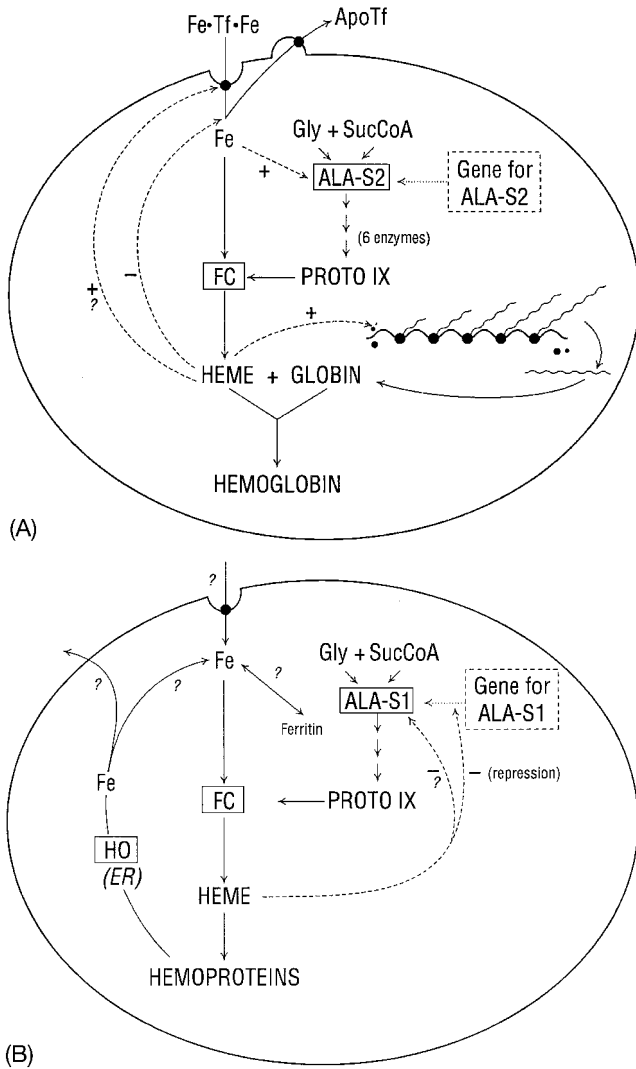 Fe•Tf•Fe
ApoTf
Fe
Gly + SucCoA
+
ALA-S2
Gene for
ALA-S2
(6 enzymes)
FC
PROTO IX
+
?
−
+
HEME + GLOBIN
HEMOGLOBIN
(A)
?
Fe
?
?
?
Gly + SucCoA
ALA-S1
Gene for
ALA-S1
Ferritin
Fe
FC
PROTO IX
−
?
− (repression)
HO
(ER)
HEME
HEMOPROTEINS
(B)